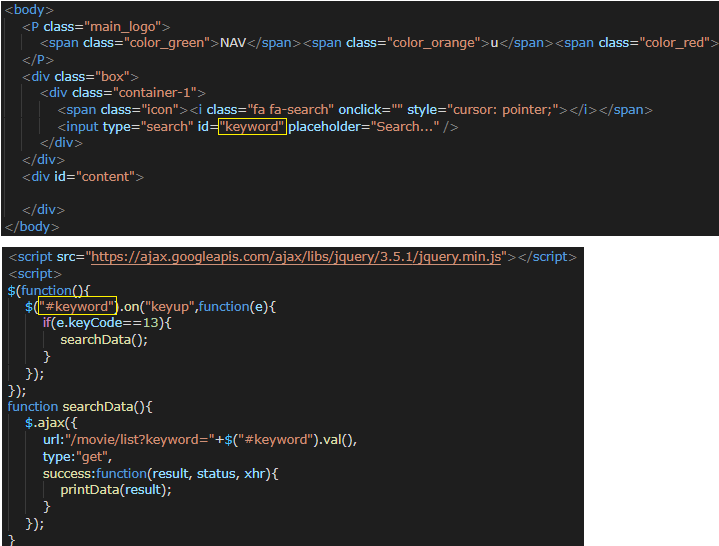 <body>
<P class="main_logo">
<span class="color_green">NAV</span><span class="color_orange">u</span><span class="color_red">
</P>
<div class="box">
<div class="container-1">
<span class="icon"><i class="fa fa-search" onclick="" style="cursor: pointer;"></i></span>
<input type="search" id="keyword" placeholder="Search..." />
</div>
</div>
<div id="content">
</div>
</body>
<script src="https://ajax.googleapis.com/ajax/libs/jquery/3.5.1/jquery.min.js"></script>
<script>
$(function(){
$("#keyword").on("keyup",function(e){
if(e.keyCode==13){
searchData();
}
});
});
function searchData(){
$.ajax({
url:"/movie/list?keyword="+$("#keyword").val(),
type:"get",
success:function(result, status, xhr){
printData(result);
}
});
}